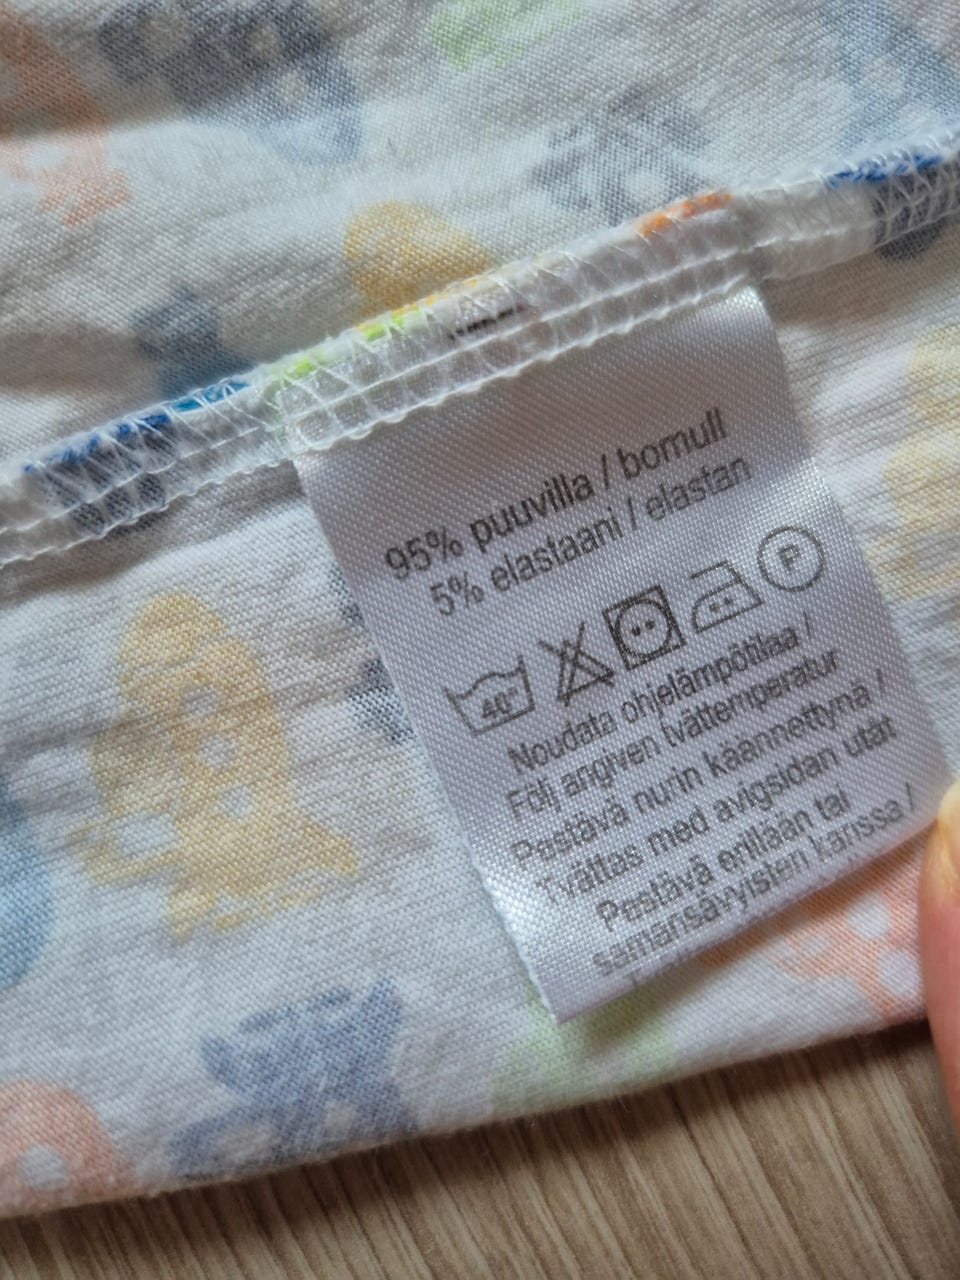 95% puuvilla / bomull
5% elastaani / elastan
40° P
Noudata ohjelämpötilaa /
Följ angiven tvättemperatur
Pestävä nurin käännettynä /
Tvättas med avigsidan utåt
Pestävä erillään tai
samansävyisten kanssa /